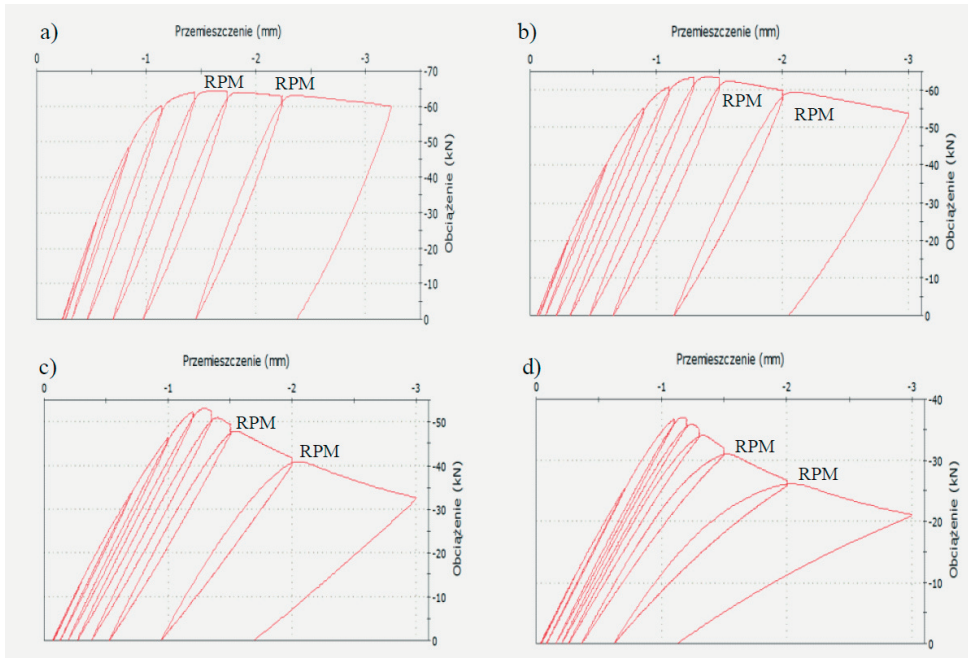 a)
Przemieszczenie (mm)
0 -1 -2 -3
RPM RPM
-70
-60
-50
-40
-30
-20
-10
0
Obciążenie (kN)
b)
Przemieszczenie (mm)
0 -1 -2 -3
RPM
RPM
-60
-50
-40
-30
-20
-10
0
Obciążenie (kN)
c)
Przemieszczenie (mm)
0 -1 -2 -3
RPM
RPM
-50
-40
-30
-20
-10
0
Obciążenie (kN)
d)
Przemieszczenie (mm)
0 -1 -2 -3
RPM
RPM
-40
-30
-20
-10
0
Obciążenie (kN)